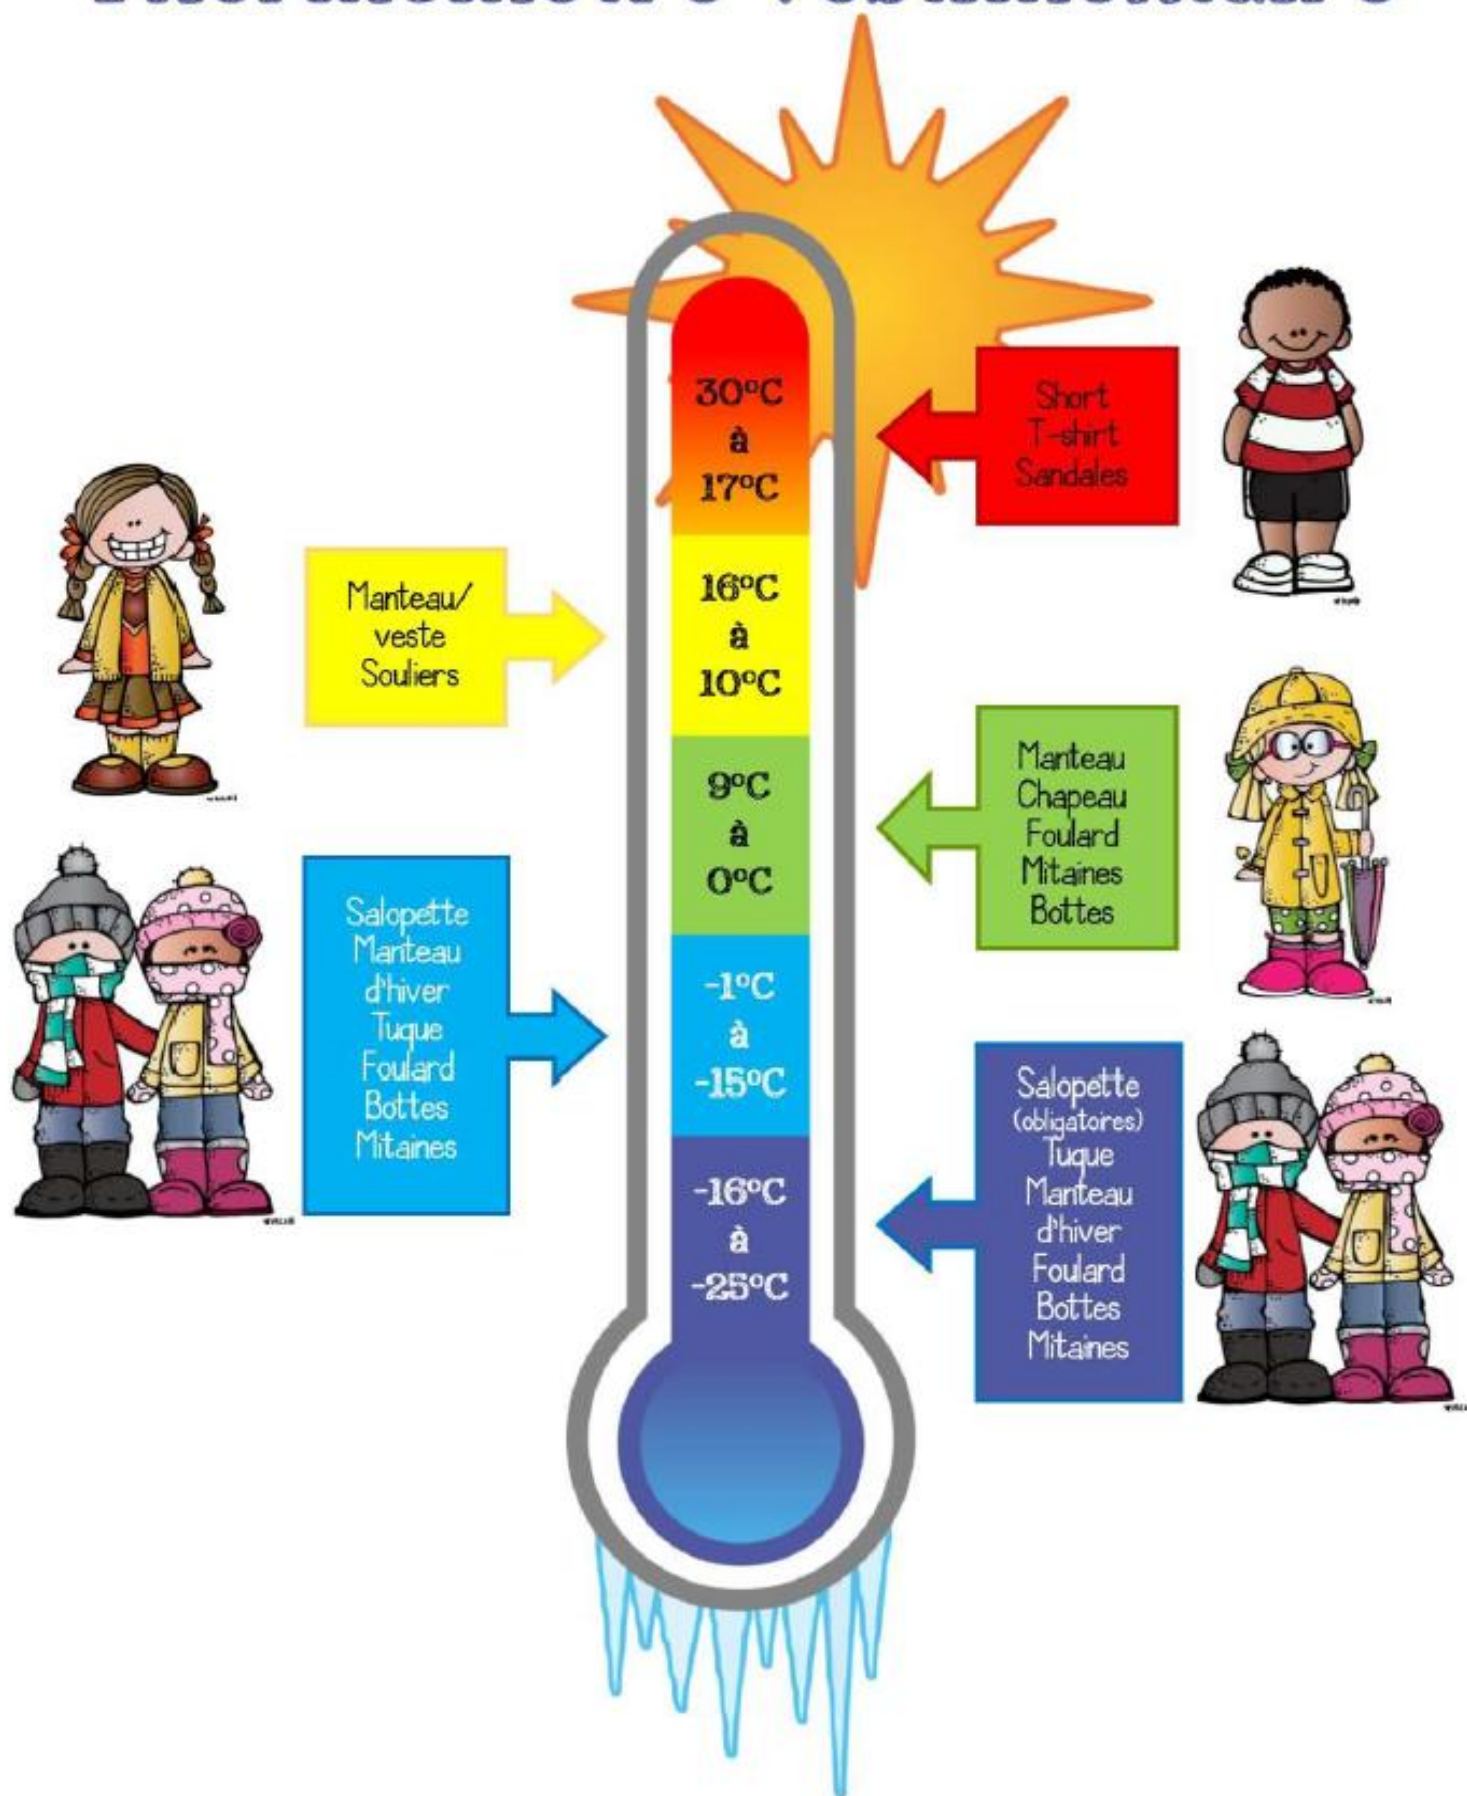 30°C
à
17°C
Short
T-shirt
Sandales
Manteau/
veste
Souliers
16°C
à
10°C
9°C
à
0°C
Manteau
Chapeau
Foulard
Mitaines
Bottes
Salopette
Manteau
d'hiver
Tuque
Foulard
Bottes
Mitaines
-1°C
à
-15°C
-16°C
à
-25°C
Salopette
(obligatoires)
Tuque
Manteau
d'hiver
Foulard
Bottes
Mitaines